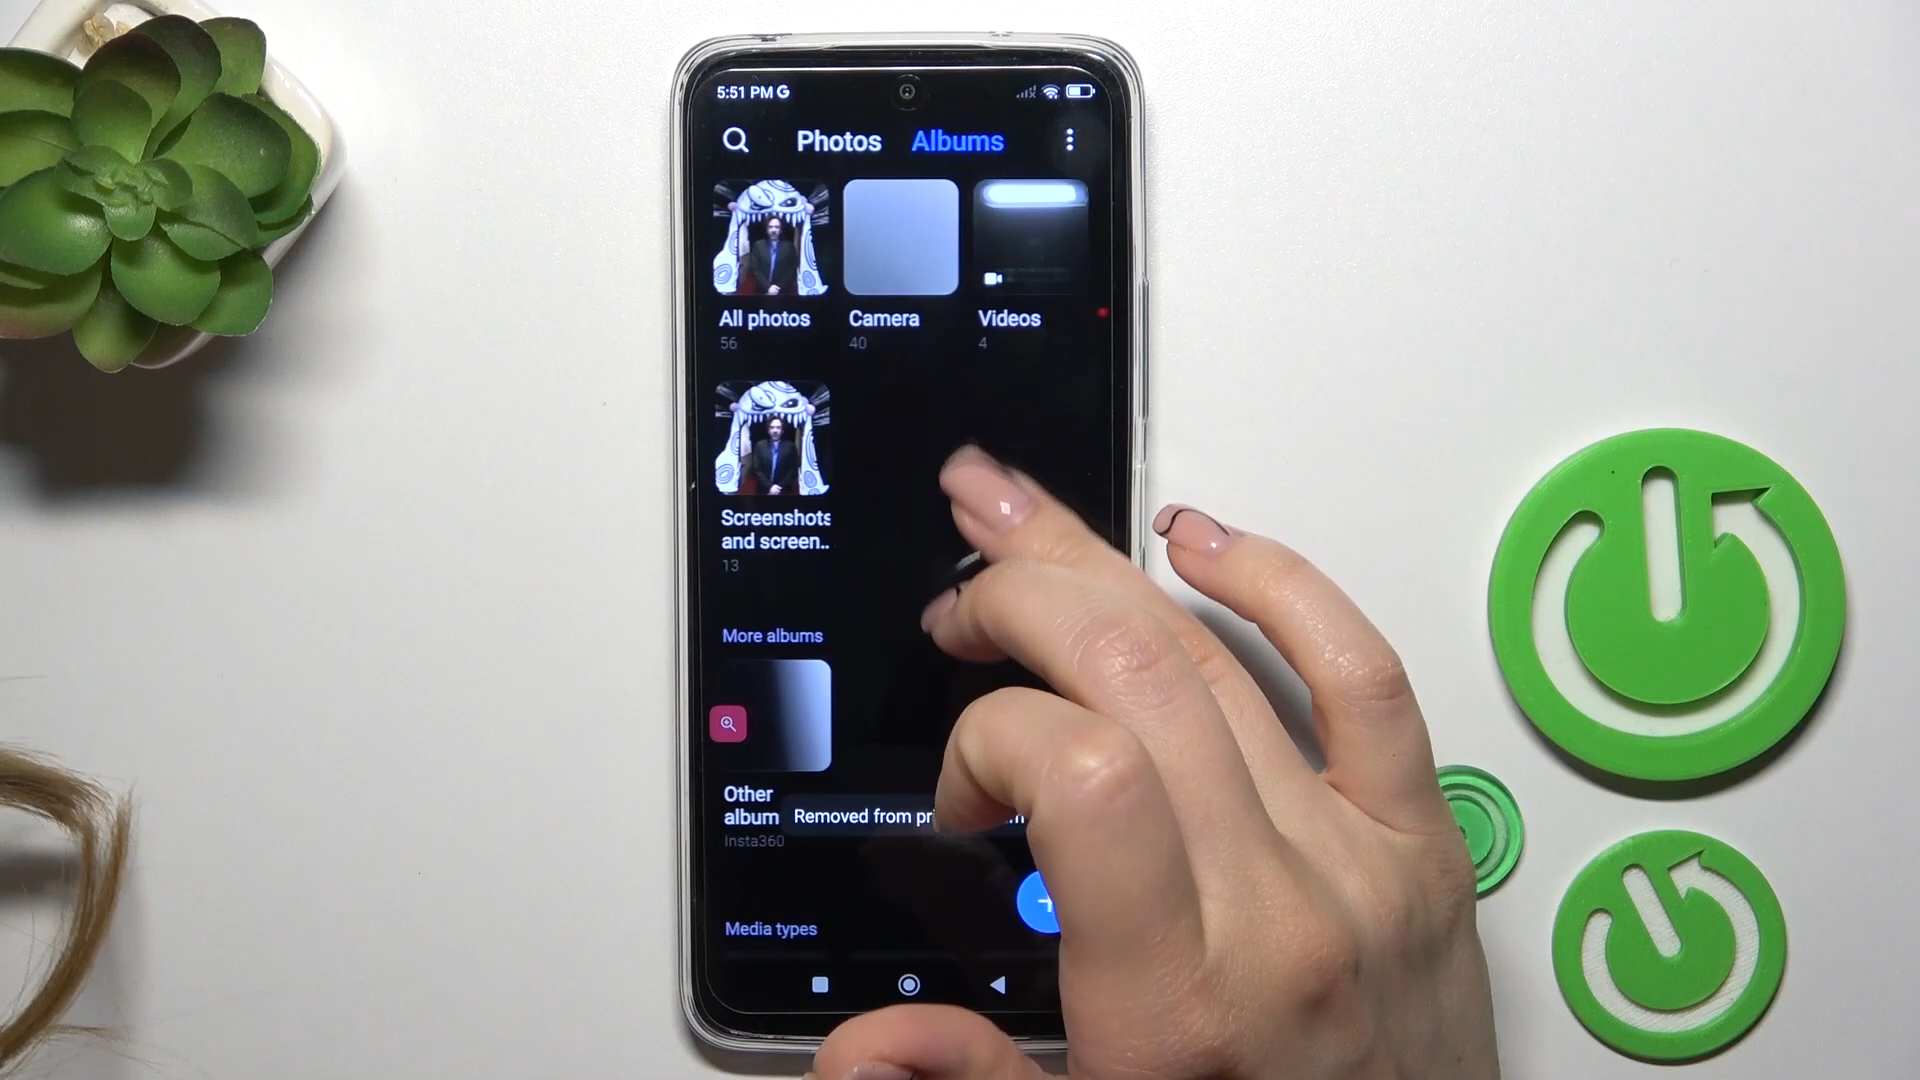 5:51 PM G
Photos Albums
All photos Camera Videos
56 40 4
Screenshots
and screen..
13
More albums
Other
album
Insta360
Removed from pri
Media types